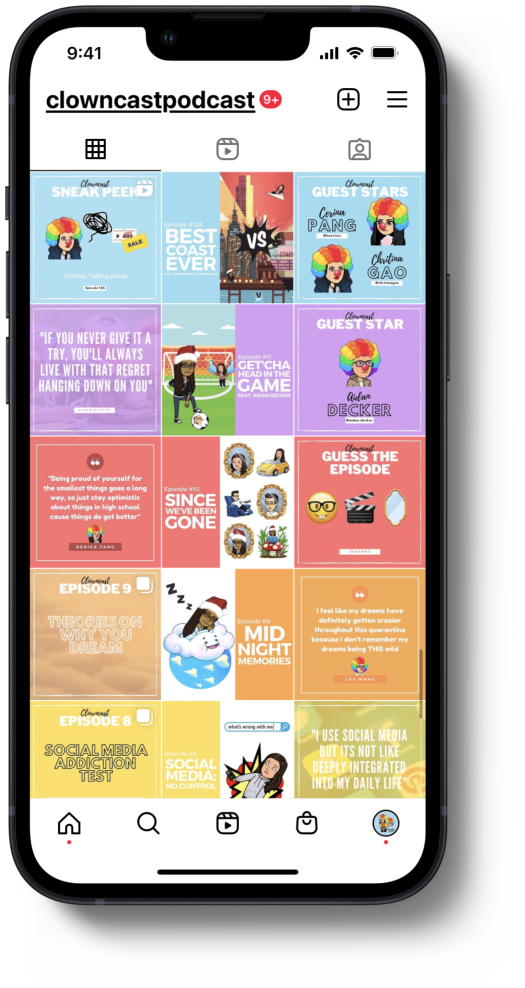 9:41
clowncastpodcast
9+
Clowncast
SNEAK PEEK
SALE
Chritina: Taking prices
Episode 12A
Episode #12A
BEST
COAST
EVER
VS
Clowncast
GUEST STARS
Cerina
PANG
Chritina
GAO
"IF YOU NEVER GIVE IT A
TRY, YOU'LL ALWAYS
LIVE WITH THAT REGRET
HANGING DOWN ON YOU"
AIDAN DECKER
Episode #11
GET'CHA
HEAD IN THE
GAME
FEAT. AIDAN DECKER
Clowncast
GUEST STAR
Aidan
DECKER
@aidan.decker
"Being proud of yourself for
the smallest things goes a long
way, so just stay optimistic
about things in high school
cause things do get better"
DERICK TANG
Episode #10
SINCE
WE'VE BEEN
GONE
Clowncast
GUESS THE
EPISODE
SEASON 2
Clowncast
EPISODE 9
THEORIES ON
WHY YOU
DREAM
Z Z Z
Episode #9
MID
NIGHT
MEMORIES
I feel like my dreams have
definitely gotten crazier
throughout this quarantine
because I don't remember my
dreams being THIS wild
JAY WANG
Clowncast
EPISODE 8
SOCIAL MEDIA
ADDICTION
TEST
Episode #8
SOCIAL
MEDIA:
NO CONTROL
what's wrong with me
"I USE SOCIAL MEDIA
BUT ITS NOT LIKE
DEEPLY INTEGRATED
INTO MY DAILY LIFE"